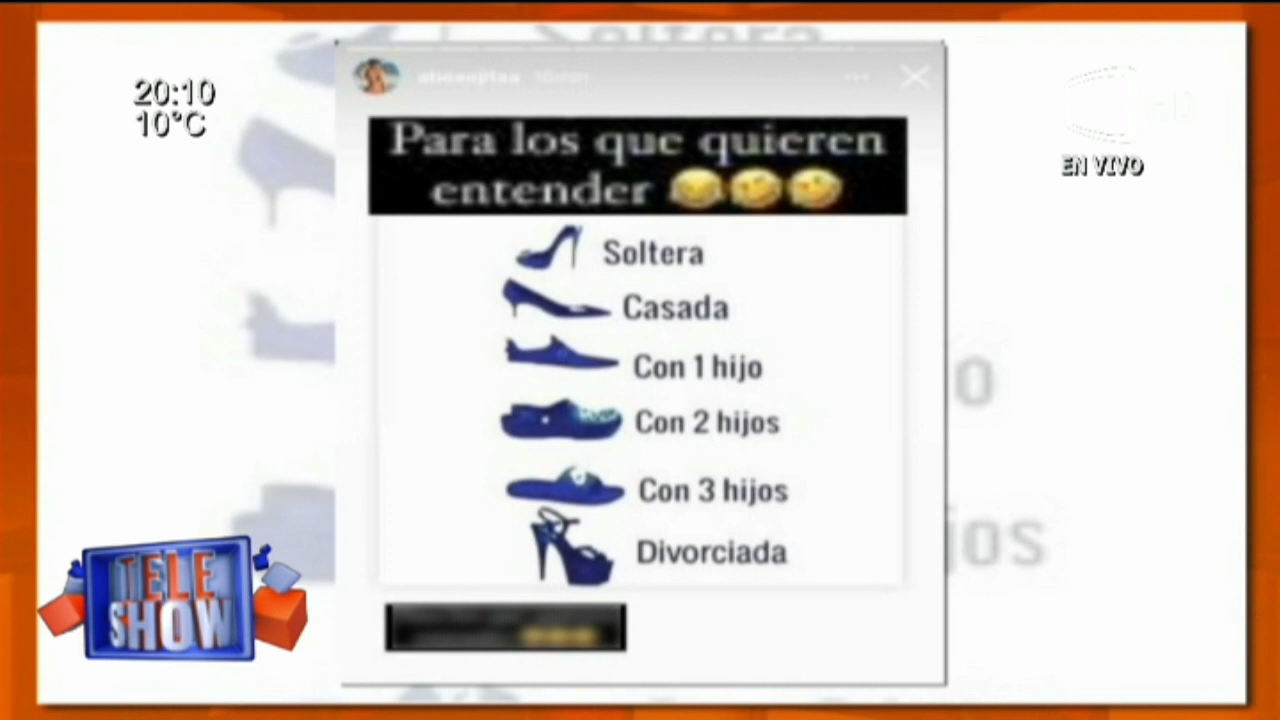 20:10
10°C
EN VIVO
Para los que quieren
entender 😂🤣🤣
Soltera
Casada
Con 1 hijo
Con 2 hijos
Con 3 hijos
Divorciada
TELE
SHOW